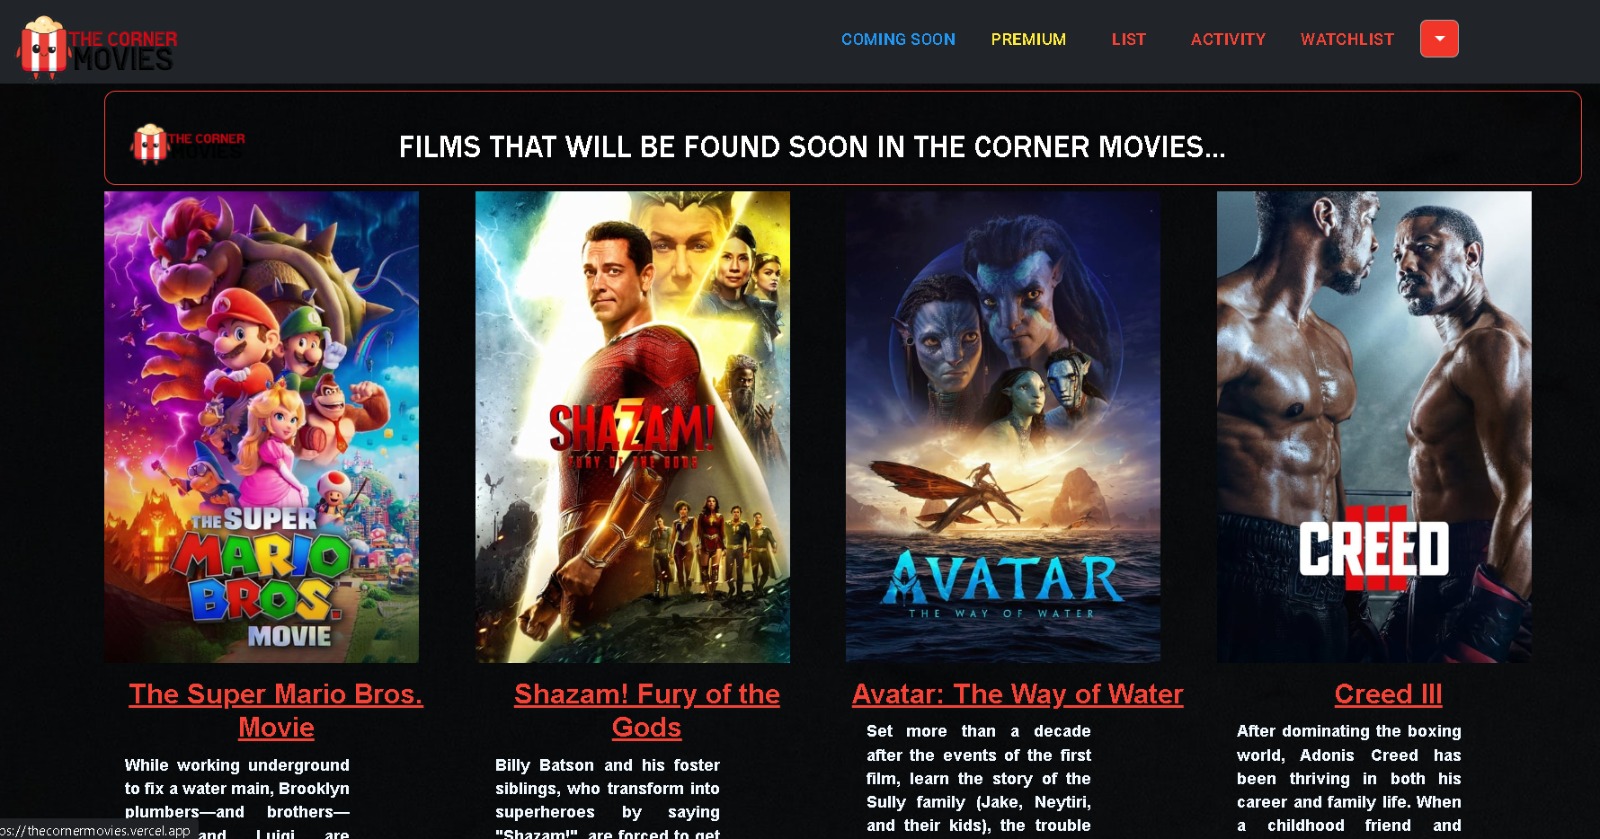 THE CORNER
MOVIES
COMING SOON
PREMIUM
LIST
ACTIVITY
WATCHLIST
THE CORNER
MOVIES
FILMS THAT WILL BE FOUND SOON IN THE CORNER MOVIES...
THE SUPER
MARIO
BROS.
MOVIE
SHAZAM!
FURY OF THE GODS
AVATAR
THE WAY OF WATER
CREED
III
The Super Mario Bros.
Movie
While working underground
to fix a water main, Brooklyn
plumbers—and brothers—
and Luigi are
Shazam! Fury of the
Gods
Billy Batson and his foster
siblings, who transform into
superheroes by saying
"Shazam!", are forced to get
Avatar: The Way of Water
Set more than a decade
after the events of the first
film, learn the story of the
Sully family (Jake, Neytiri,
and their kids), the trouble
Creed III
After dominating the boxing
world, Adonis Creed has
been thriving in both his
career and family life. When
a childhood friend and
ps://thecornermovies.vercel.app